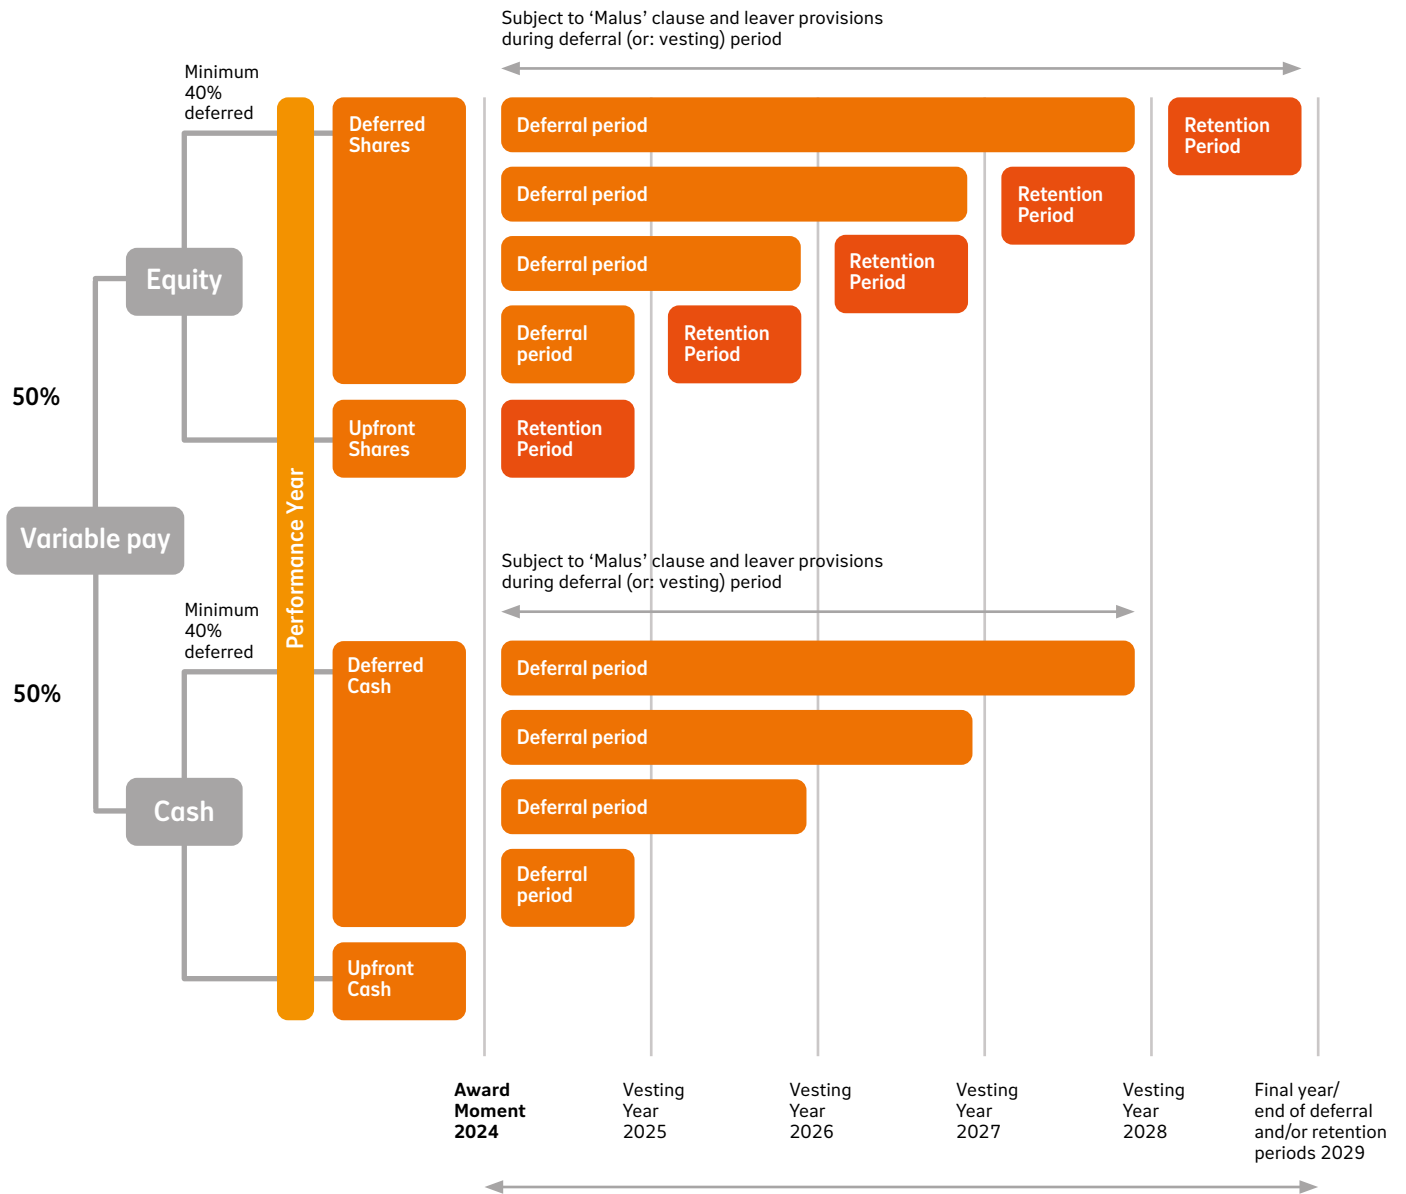 Subject to ‘Malus’ clause and leaver provisions
during deferral (or: vesting) period
Minimum
40%
deferred
Deferred
Shares
Deferral period
Retention
Period
Deferral period
Retention
Period
Deferral period
Retention
Period
Equity
Deferral
period
Retention
Period
50%
Upfront
Shares
Retention
Period
Variable pay
Performance Year
Subject to ‘Malus’ clause and leaver provisions
during deferral (or: vesting) period
Minimum
40%
deferred
50%
Deferred
Cash
Deferral period
Deferral period
Cash
Deferral period
Deferral
period
Upfront
Cash
Award
Moment
2024
Vesting
Year
2025
Vesting
Year
2026
Vesting
Year
2027
Vesting
Year
2028
Final year/
end of deferral
and/or retention
periods 2029